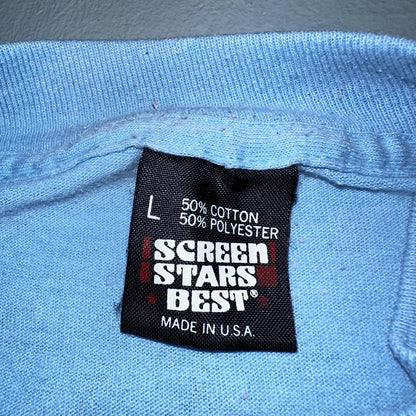 L 50% COTTON
50% POLYESTER
SCREEN
STARS
BEST®
MADE IN U.S.A.